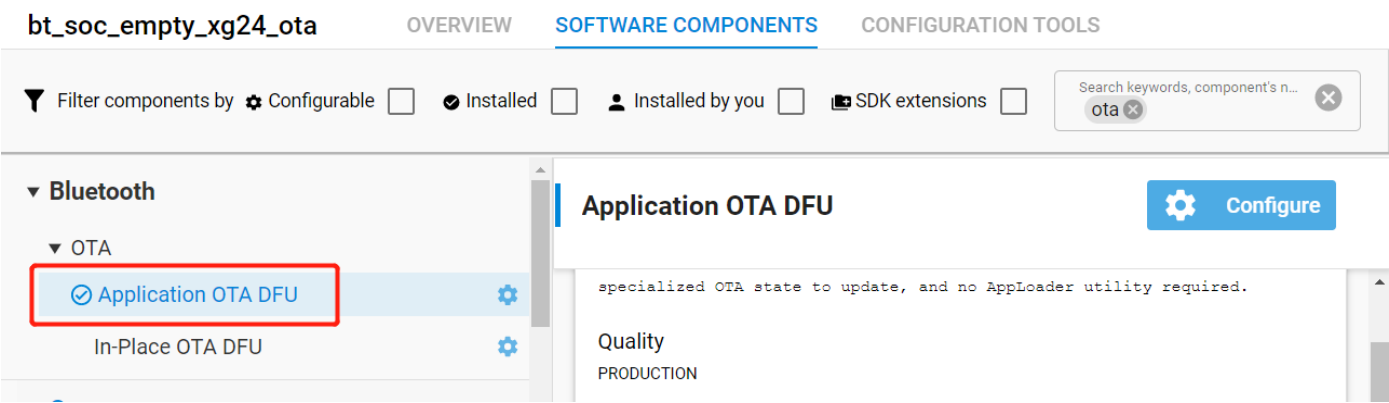 bt_soc_empty_xg24_ota OVERVIEW SOFTWARE COMPONENTS CONFIGURATION TOOLS
Filter components by Configurable Installed Installed by you SDK extensions
Search keywords, component's n...
ota
Bluetooth
OTA
Application OTA DFU
In-Place OTA DFU
Application OTA DFU
Configure
specialized OTA state to update, and no AppLoader utility required.
Quality
PRODUCTION